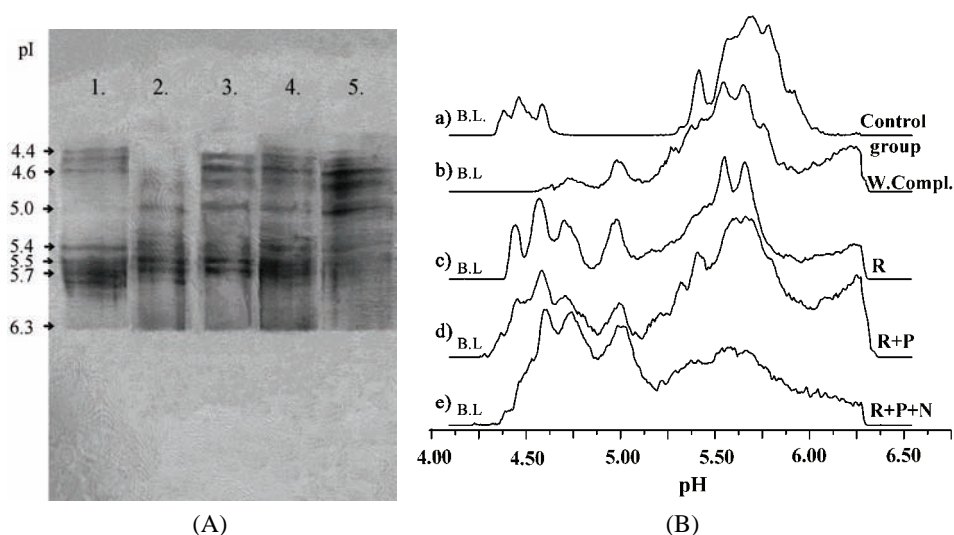 pI
1. 2. 3. 4. 5.
4.4
4.6
5.0
5.4
5.5
5.7
6.3
(A)
a) B.L. Control
group
b) B.L W.Compl.
c) B.L R
d) B.L R+P
e) B.L R+P+N
4.00 4.50 5.00 5.50 6.00 6.50
pH
(B)